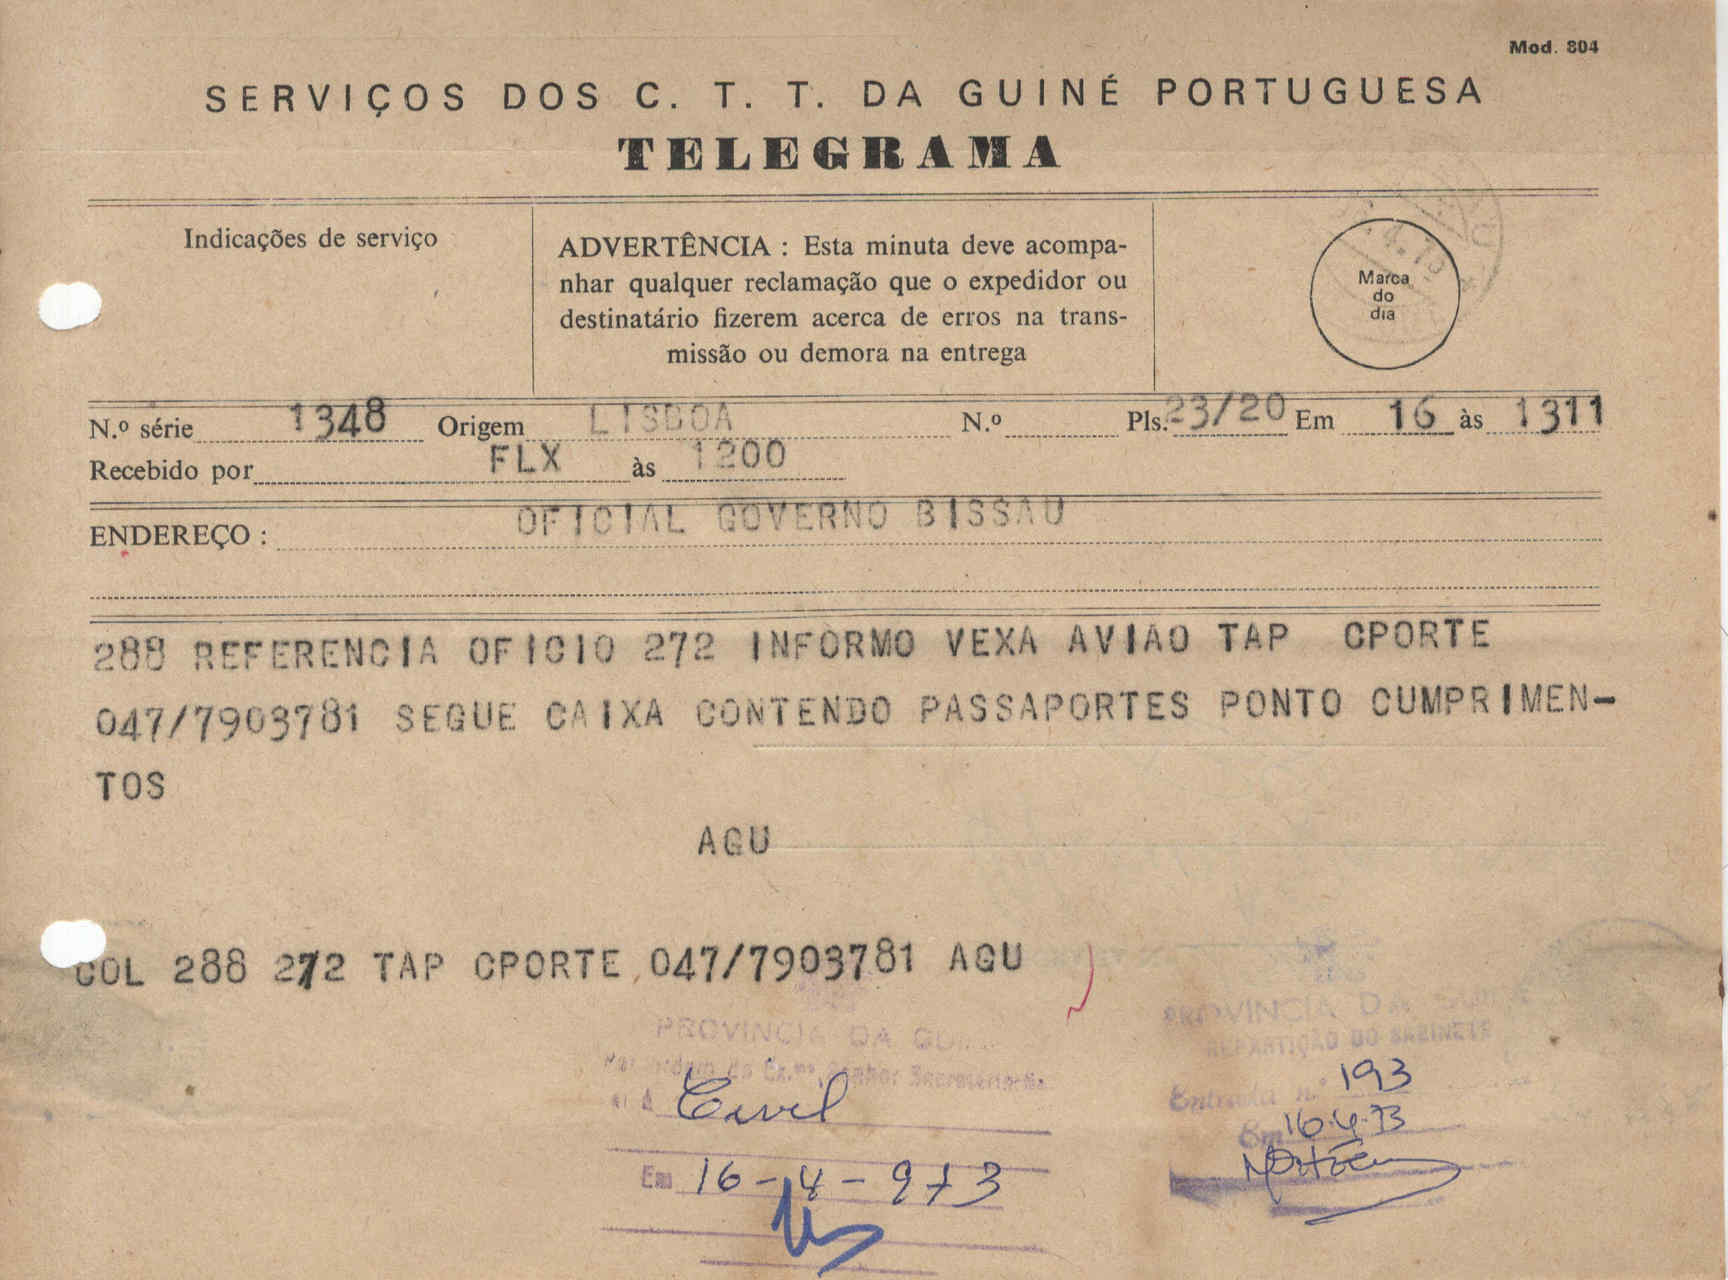 Mod. 804
SERVIÇOS DOS C. T. T. DA GUINÉ PORTUGUESA
TELEGRAMA
Indicações de serviço
ADVERTÊNCIA : Esta minuta deve acompa-
nhar qualquer reclamação que o expedidor ou
destinatário fizerem acerca de erros na trans-
missão ou demora na entrega
Marca
do
dia
N.º série 1348 Origem LISBOA N.º Pls. 23/20 Em 16 às 1311
Recebido por FLX às 1200
ENDEREÇO : OFICIAL GOVERNO BISSAU
288 REFERENCIA OFICIO 272 INFORMO VEXA AVIAO TAP CPORTE
047/7903781 SEGUE CAIXA CONTENDO PASSAPORTES PONTO CUMPRIMEN-
TOS
AGU
COL 288 272 TAP CPORTE 047/7903781 AGU
PROVINCIA DA
Civil
Em 16-4-973
PROVINCIA DA GUINÉ
REPARTIÇÃO DO GABINETE
Entrada n.º 193
Em 16-4-73